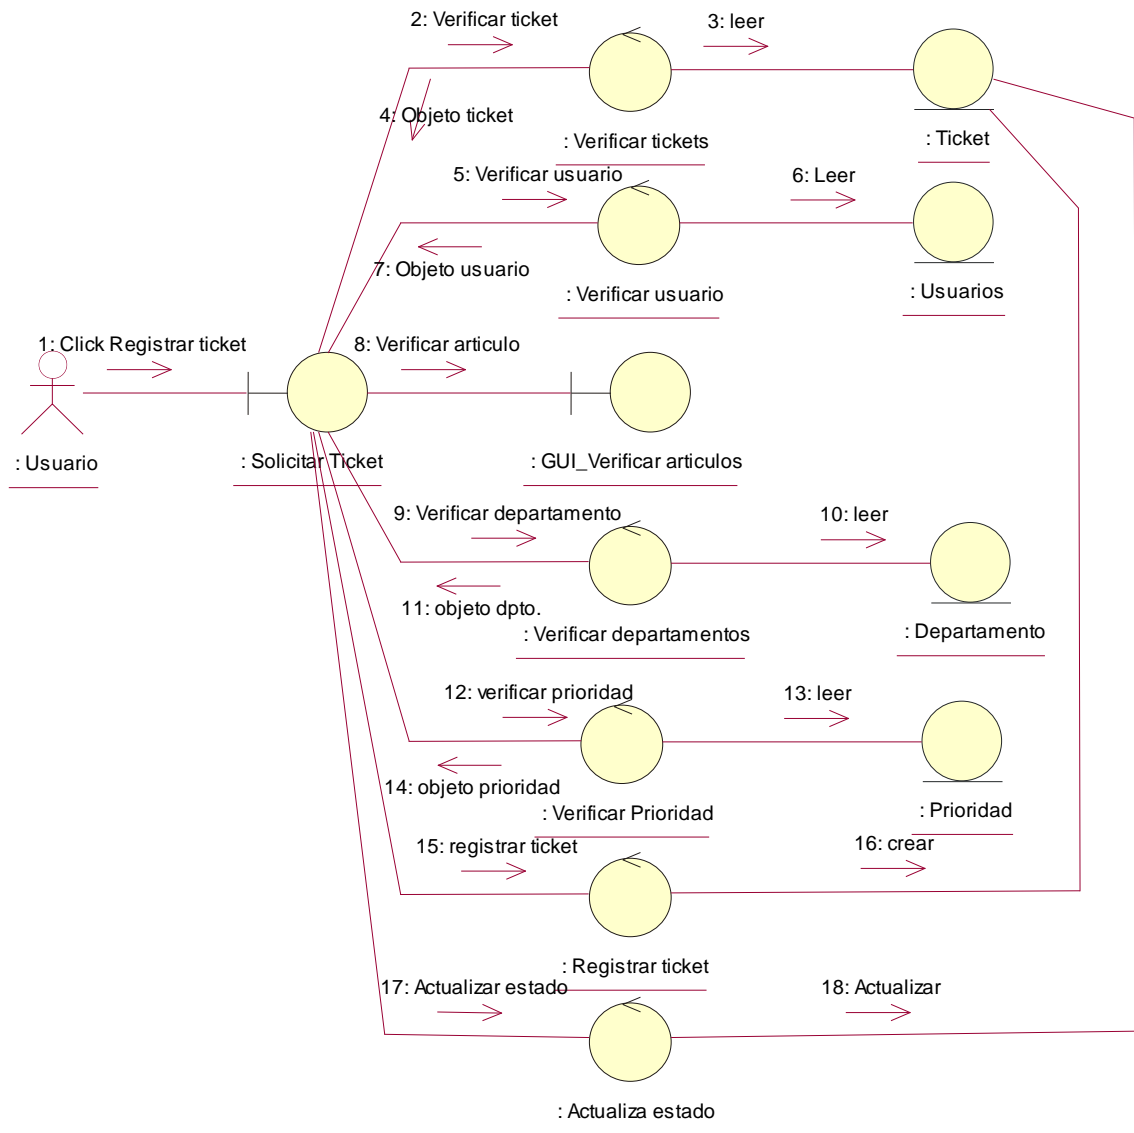 2: Verificar ticket
3: leer
4: Objeto ticket
: Verificar tickets
: Ticket
5: Verificar usuario
6: Leer
7: Objeto usuario
: Verificar usuario
: Usuarios
1: Click Registrar ticket
8: Verificar articulo
: Usuario
: Solicitar Ticket
: GUI_Verificar articulos
9: Verificar departamento
10: leer
11: objeto dpto.
: Verificar departamentos
: Departamento
12: verificar prioridad
13: leer
14: objeto prioridad
: Verificar Prioridad
: Prioridad
15: registrar ticket
16: crear
: Registrar ticket
17: Actualizar estado
18: Actualizar
: Actualiza estado